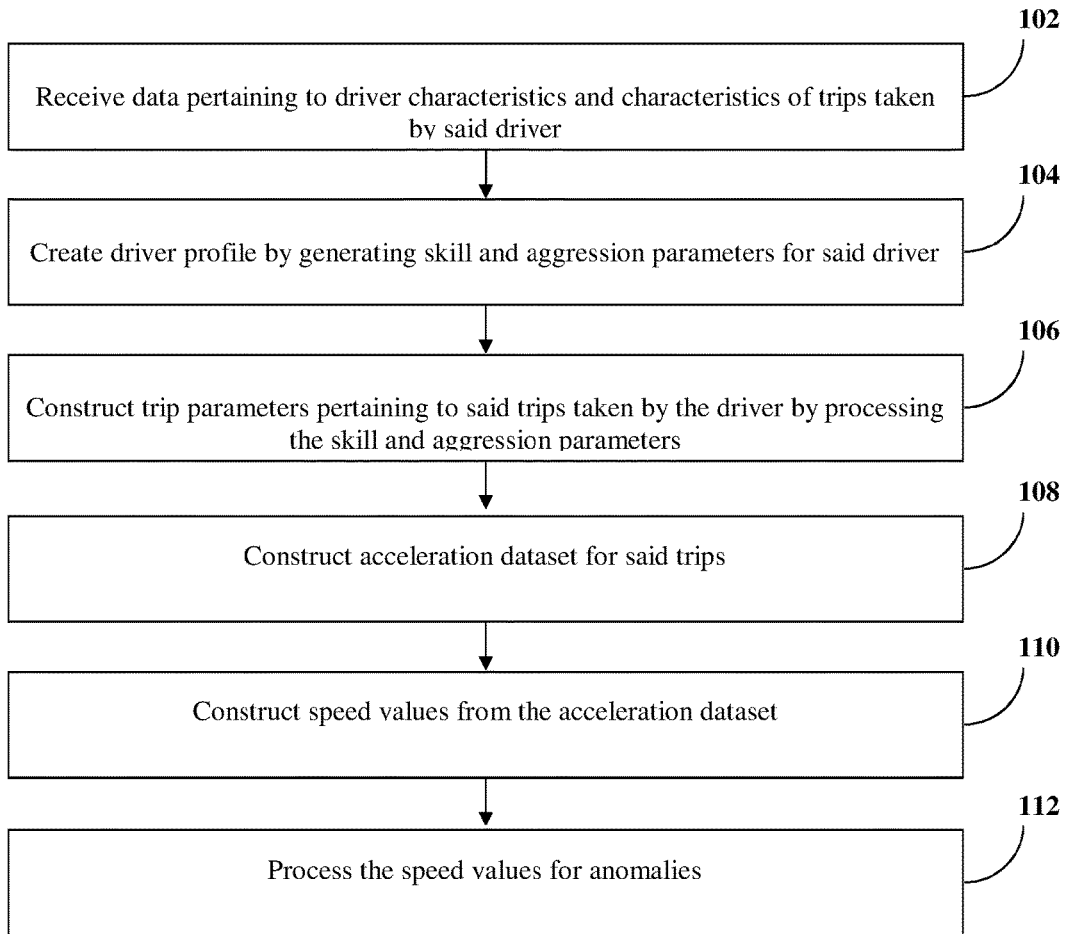 102
Receive data pertaining to driver characteristics and characteristics of trips taken
by said driver
104
Create driver profile by generating skill and aggression parameters for said driver
106
Construct trip parameters pertaining to said trips taken by the driver by processing
the skill and aggression parameters
108
Construct acceleration dataset for said trips
110
Construct speed values from the acceleration dataset
112
Process the speed values for anomalies